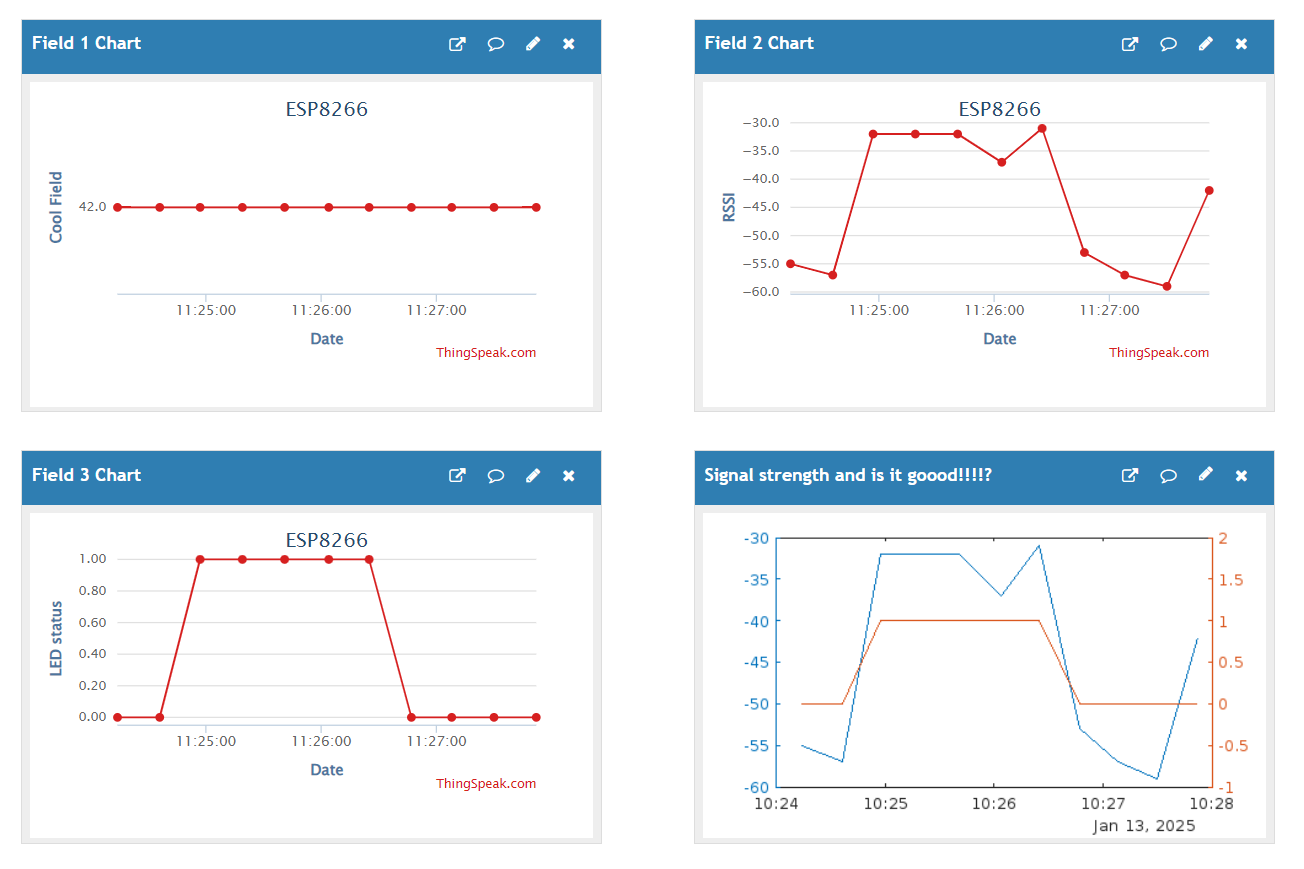 Field 1 Chart
ESP8266
Cool Field
42.0
11:25:00 11:26:00 11:27:00
Date
ThingSpeak.com
Field 2 Chart
ESP8266
RSSI
−30.0
−35.0
−40.0
−45.0
−50.0
−55.0
−60.0
11:25:00 11:26:00 11:27:00
Date
ThingSpeak.com
Field 3 Chart
ESP8266
LED status
1.00
0.80
0.60
0.40
0.20
0.00
11:25:00 11:26:00 11:27:00
Date
ThingSpeak.com
Signal strength and is it goood!!!!?
-30 2
-35 1.5
-40 1
-45 0.5
-50 0
-55 -0.5
-60 -1
10:24 10:25 10:26 10:27 10:28
Jan 13, 2025